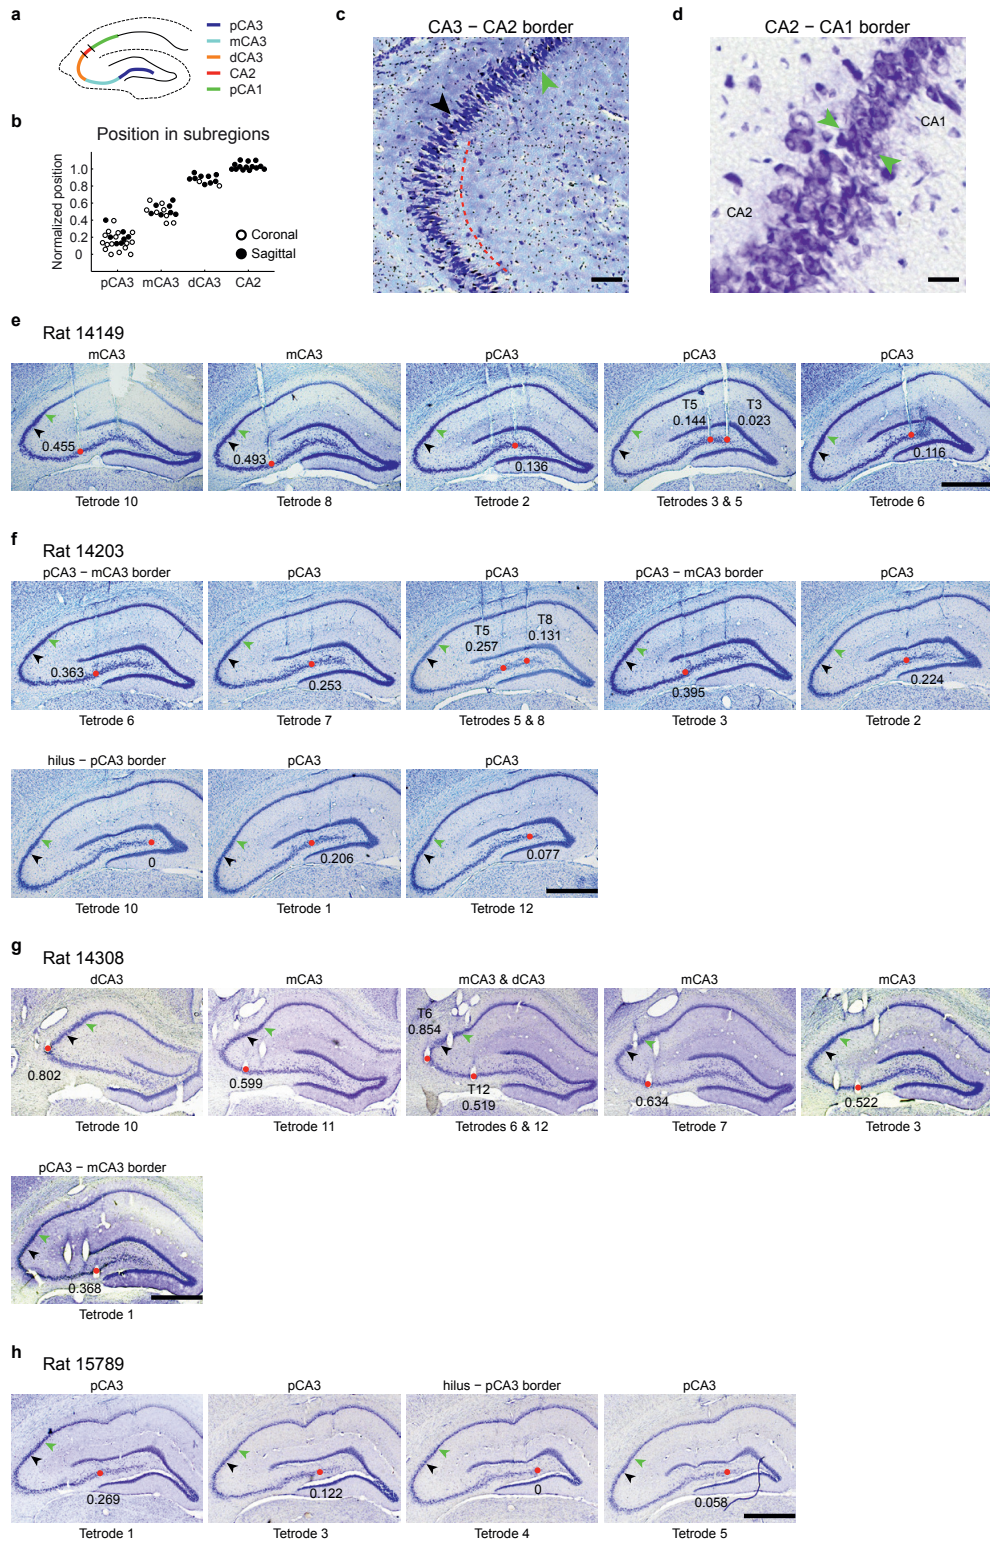 a
pCA3
mCA3
dCA3
CA2
pCA1
b
Position in subregions
Normalized position
1.0
0.8
0.6
0.4
0.2
0
Coronal
Sagittal
pCA3 mCA3 dCA3 CA2
c
CA3 – CA2 border
d
CA2 – CA1 border
CA1
CA2
e
Rat 14149
mCA3 mCA3 pCA3 pCA3 pCA3
0.455
0.493
0.136
T5 T3
0.144 0.023
0.116
Tetrode 10 Tetrode 8 Tetrode 2 Tetrodes 3 & 5 Tetrode 6
f
Rat 14203
pCA3 – mCA3 border pCA3 pCA3 pCA3 – mCA3 border pCA3
0.363
0.253
T5 T8
0.257 0.131
0.395
0.224
Tetrode 6 Tetrode 7 Tetrodes 5 & 8 Tetrode 3 Tetrode 2
hilus – pCA3 border pCA3 pCA3
0
0.206
0.077
Tetrode 10 Tetrode 1 Tetrode 12
g
Rat 14308
dCA3 mCA3 mCA3 & dCA3 mCA3 mCA3
0.802
0.599
T6
0.854
T12
0.519
0.634
0.522
Tetrode 10 Tetrode 11 Tetrodes 6 & 12 Tetrode 7 Tetrode 3
pCA3 – mCA3 border
0.368
Tetrode 1
h
Rat 15789
pCA3 pCA3 hilus – pCA3 border pCA3
0.269
0.122
0
0.058
Tetrode 1 Tetrode 3 Tetrode 4 Tetrode 5